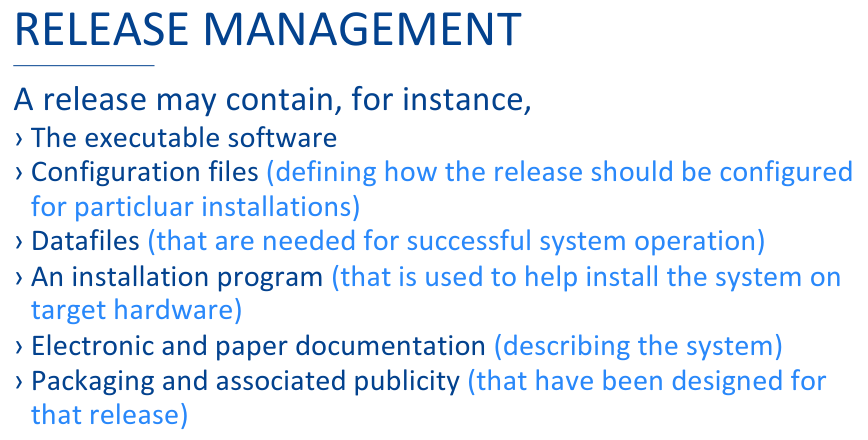 RELEASE MANAGEMENT
A release may contain, for instance,
› The executable software
› Configuration files (defining how the release should be configured
for particluar installations)
› Datafiles (that are needed for successful system operation)
› An installation program (that is used to help install the system on
target hardware)
› Electronic and paper documentation (describing the system)
› Packaging and associated publicity (that have been designed for
that release)